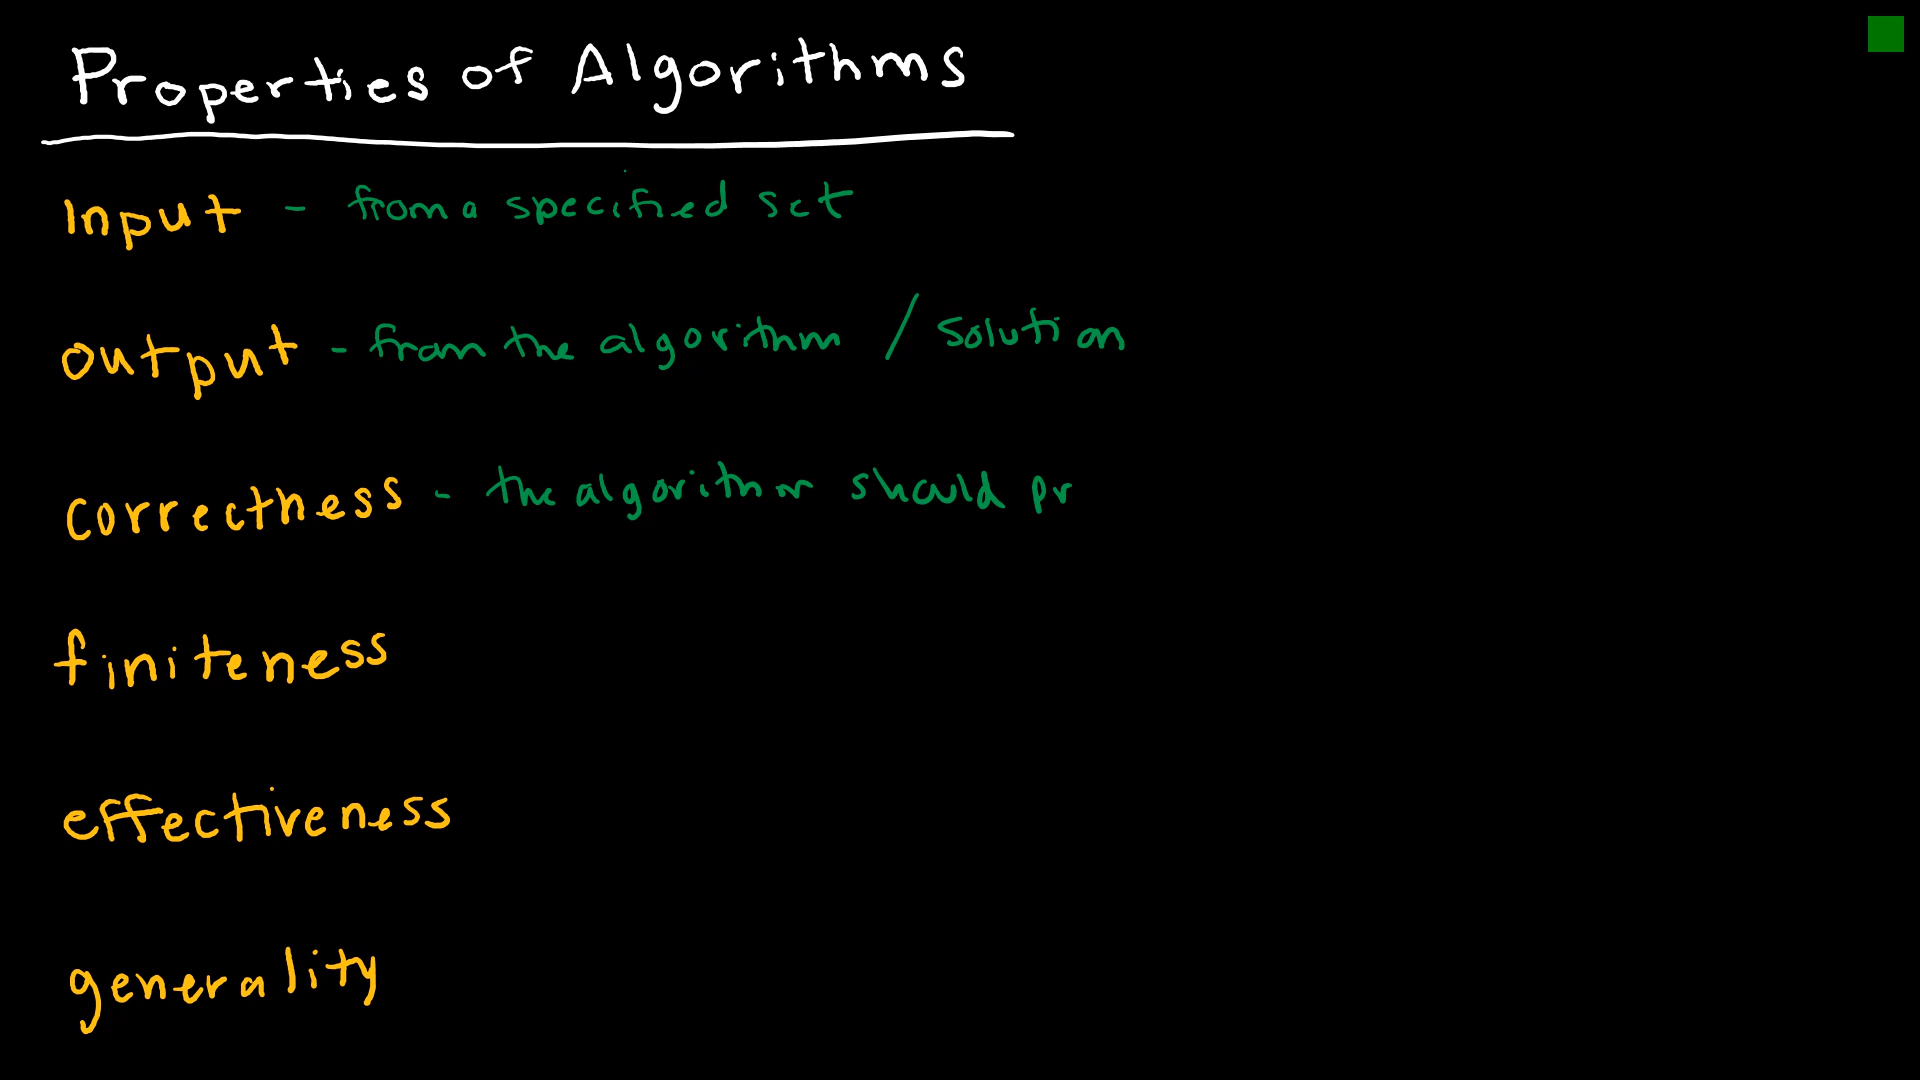 Properties of Algorithms
Input - from a specified set
output - from the algorithm / Solution
correctness - the algorithm should pr
finiteness
effectiveness
generality